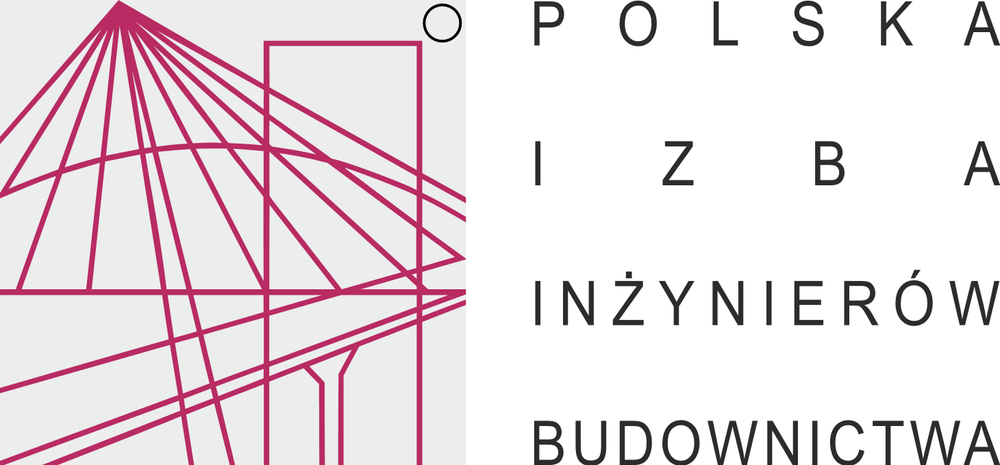 POLSKA
IZBA
INŻYNIERÓW
BUDOWNICTWA